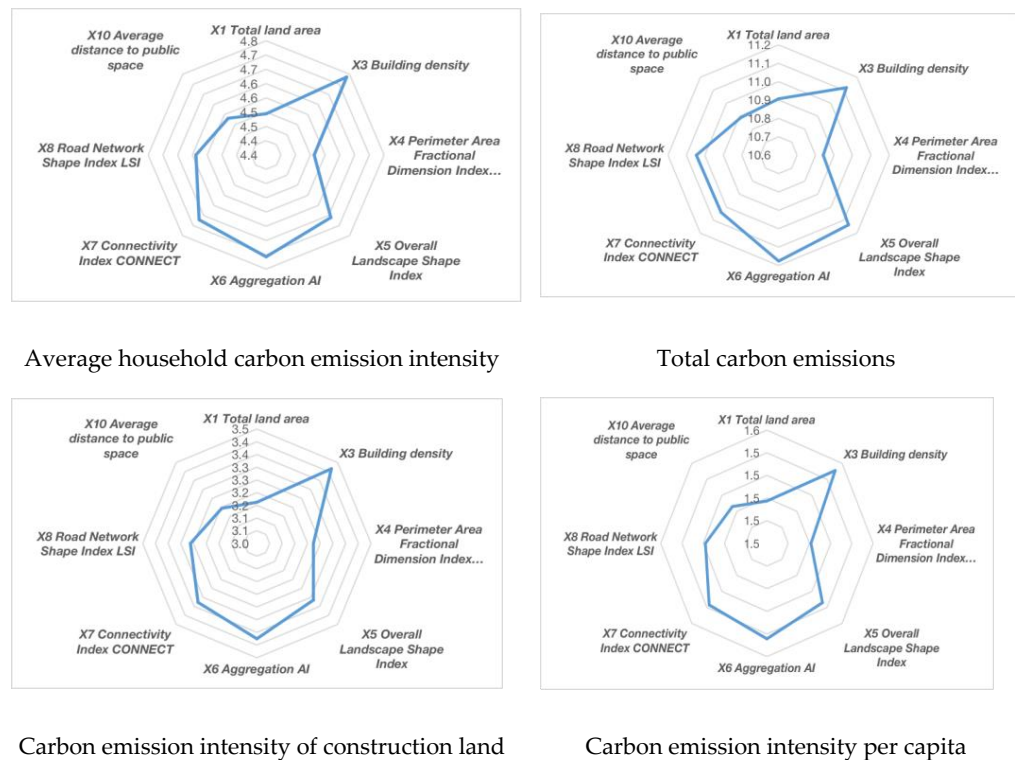 X1 Total land area
X10 Average
distance to public
space
4.8
4.7
4.7
4.6
4.6
4.5
4.5
4.4
4.4
X3 Building density
X8 Road Network
Shape Index LSI
X4 Perimeter Area
Fractional
Dimension Index...
X7 Connectivity
Index CONNECT
X5 Overall
Landscape Shape
Index
X6 Aggregation AI
X1 Total land area
X10 Average
distance to public
space
11.2
11.1
11.0
10.9
10.8
10.7
10.6
X3 Building density
X8 Road Network
Shape Index LSI
X4 Perimeter Area
Fractional
Dimension Index...
X7 Connectivity
Index CONNECT
X5 Overall
Landscape Shape
Index
X6 Aggregation AI
Average household carbon emission intensity
Total carbon emissions
X1 Total land area
X10 Average
distance to public
space
3.5
3.4
3.4
3.3
3.3
3.2
3.2
3.1
3.1
3.0
X3 Building density
X8 Road Network
Shape Index LSI
X4 Perimeter Area
Fractional
Dimension Index...
X7 Connectivity
Index CONNECT
X5 Overall
Landscape Shape
Index
X6 Aggregation AI
X1 Total land area
X10 Average
distance to public
space
1.6
1.5
1.5
1.5
1.5
1.5
X3 Building density
X8 Road Network
Shape Index LSI
X4 Perimeter Area
Fractional
Dimension Index...
X7 Connectivity
Index CONNECT
X5 Overall
Landscape Shape
Index
X6 Aggregation AI
Carbon emission intensity of construction land
Carbon emission intensity per capita